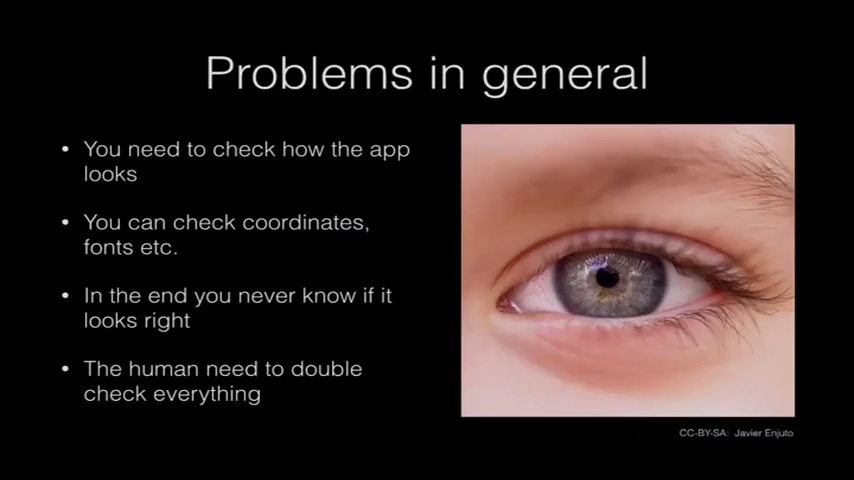 Problems in general
• You need to check how the app
looks
• You can check coordinates,
fonts etc.
• In the end you never know if it
looks right
• The human need to double
check everything
CC-BY-SA: Javier Enjuto